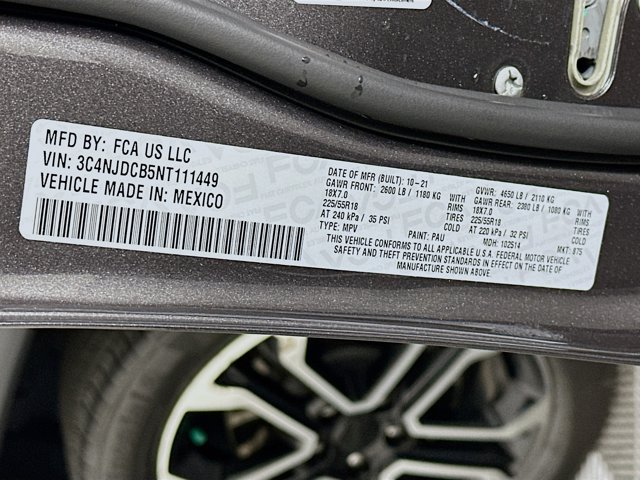 MFD BY: FCA US LLC
VIN: 3C4NJDCB5NT111449
VEHICLE MADE IN: MEXICO
DATE OF MFR (BUILT): 10-21 GVWR: 4650 LB / 2110 KG
GAWR FRONT: 2600 LB / 1180 KG GAWR REAR: 2380 LB / 1080 KG
18X7.0 RIMS 18X7.0 RIMS
225/55R18 TIRES 225/55R18 TIRES
AT 240 kPa / 35 PSI COLD AT 220 kPa / 32 PSI COLD
TYPE: MPV PAINT: PAU MDH: 102514 MKT: 875
THIS VEHICLE CONFORMS TO ALL APPLICABLE U.S.A. FEDERAL MOTOR VEHICLE
SAFETY AND THEFT PREVENTION STANDARDS IN EFFECT ON THE DATE OF
MANUFACTURE SHOWN ABOVE.